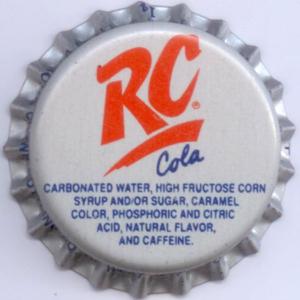 RC®
Cola
CARBONATED WATER, HIGH FRUCTOSE CORN
SYRUP AND/OR SUGAR, CARAMEL
COLOR, PHOSPHORIC AND CITRIC
ACID, NATURAL FLAVOR,
AND CAFFEINE.